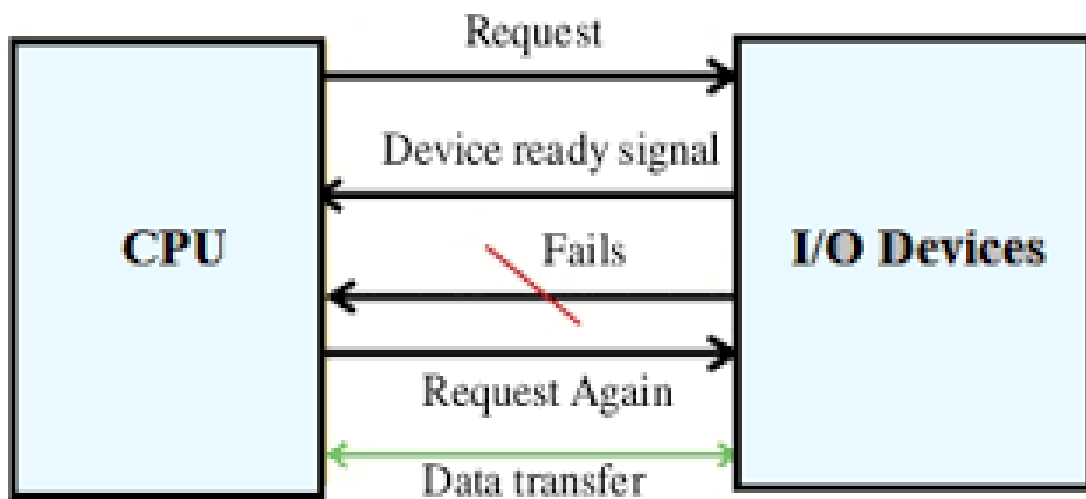 Request
Device ready signal
CPU
Fails
I/O Devices
Request Again
Data transfer